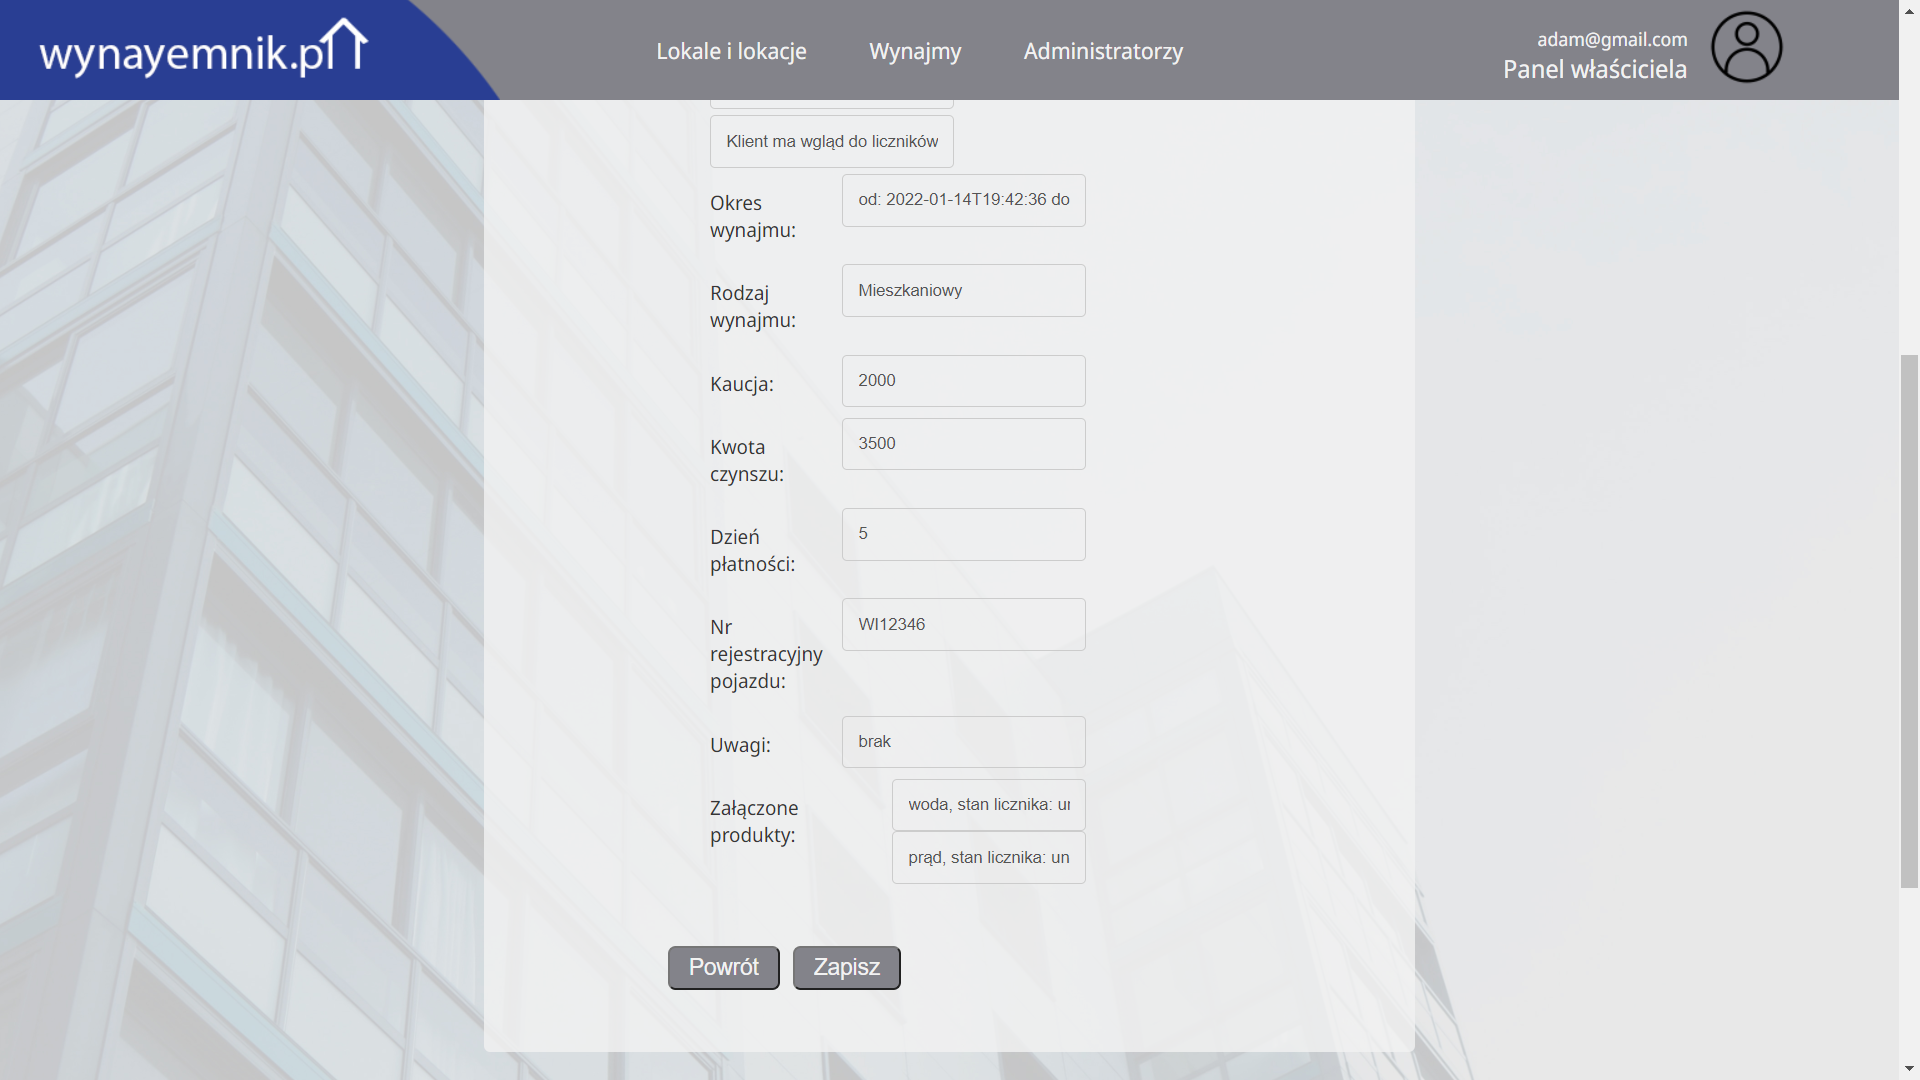 wynayemnik.pl
Lokale i lokacje
Wynajmy
Administratorzy
adam@gmail.com
Panel właściciela
Klient ma wgląd do liczników
Okres
wynajmu:
od: 2022-01-14T19:42:36 do
Rodzaj
wynajmu:
Mieszkaniowy
Kaucja:
2000
Kwota
czynszu:
3500
Dzień
płatności:
5
Nr
rejestracyjny
pojazdu:
WI12346
Uwagi:
brak
Załączone
produkty:
woda, stan licznika: un
prąd, stan licznika: un
Powrót
Zapisz